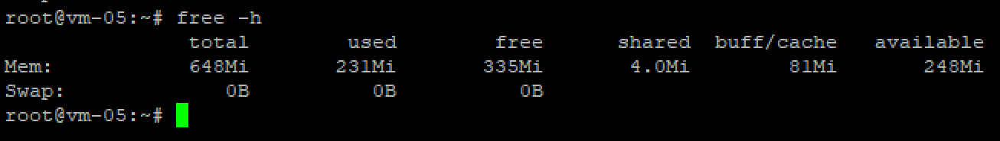 root@vm-05:~# free -h
total used free shared buff/cache available
Mem: 648Mi 231Mi 335Mi 4.0Mi 81Mi 248Mi
Swap: 0B 0B 0B
root@vm-05:~#